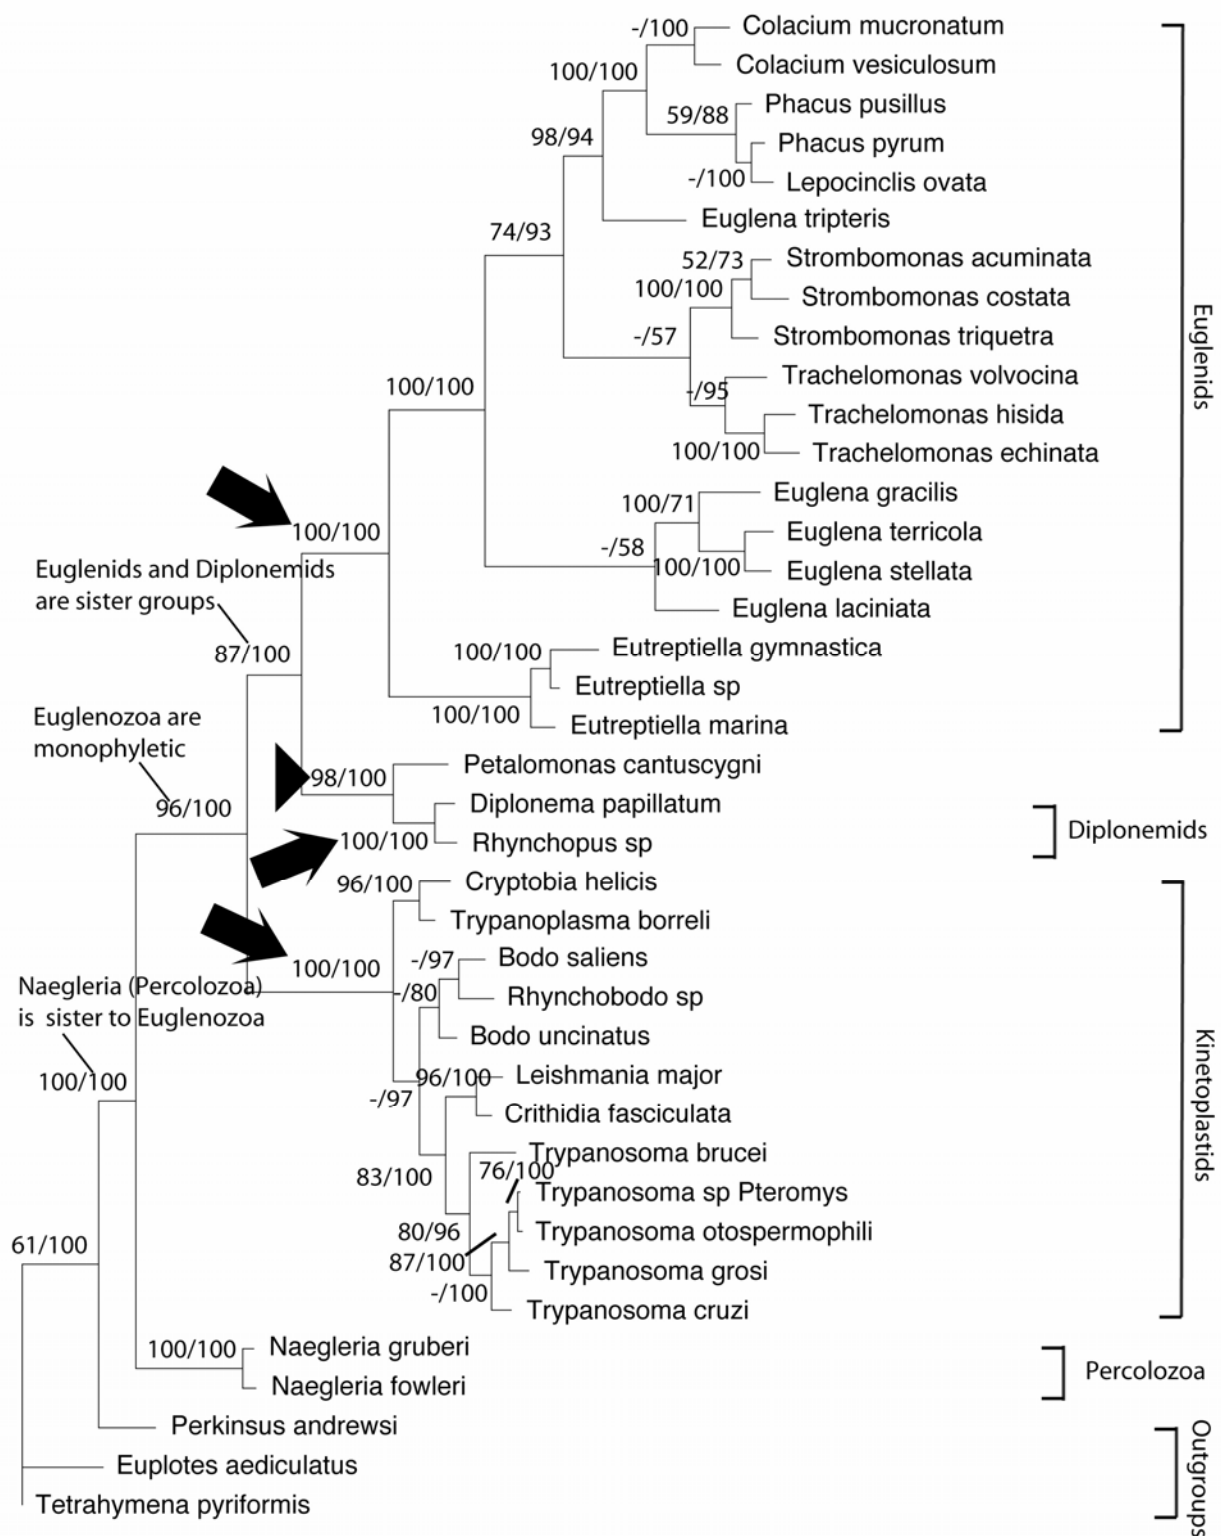 -/100
Colacium mucronatum
Colacium vesiculosum
100/100
59/88
Phacus pusillus
98/94
Phacus pyrum
-/100
Lepocinclis ovata
Euglena tripteris
74/93
52/73
Strombomonas acuminata
100/100
Strombomonas costata
-/57
Strombomonas triquetra
Trachelomonas volvocina
-/95
100/100
Trachelomonas hisida
100/100
Trachelomonas echinata
Euglenids
100/71
Euglena gracilis
100/100
Euglena terricola
-/58
100/100
Euglena stellata
Euglenids and Diplonemids
are sister groups
Euglena laciniata
87/100
100/100
Eutreptiella gymnastica
Eutreptiella sp
100/100
Eutreptiella marina
Euglenozoa are
monophyletic
96/100
98/100
Petalomonas cantuscygni
Diplonema papillatum
Diplonemids
100/100
Rhynchopus sp
96/100
Cryptobia helicis
Trypanoplasma borreli
100/100
-/97
Bodo saliens
-/80
Rhynchobodo sp
Naegleria (Percolozoa)
is sister to Euglenozoa
Bodo uncinatus
100/100
96/100
Leishmania major
-/97
Crithidia fasciculata
Kinetoplastids
Trypanosoma brucei
83/100
76/100
Trypanosoma sp Pteromys
80/96
Trypanosoma otospermophili
61/100
87/100
Trypanosoma grosi
-/100
Trypanosoma cruzi
100/100
Naegleria gruberi
Naegleria fowleri
Percolozoa
Perkinsus andrewsi
Euplotes aediculatus
Tetrahymena pyriformis
Outgroups